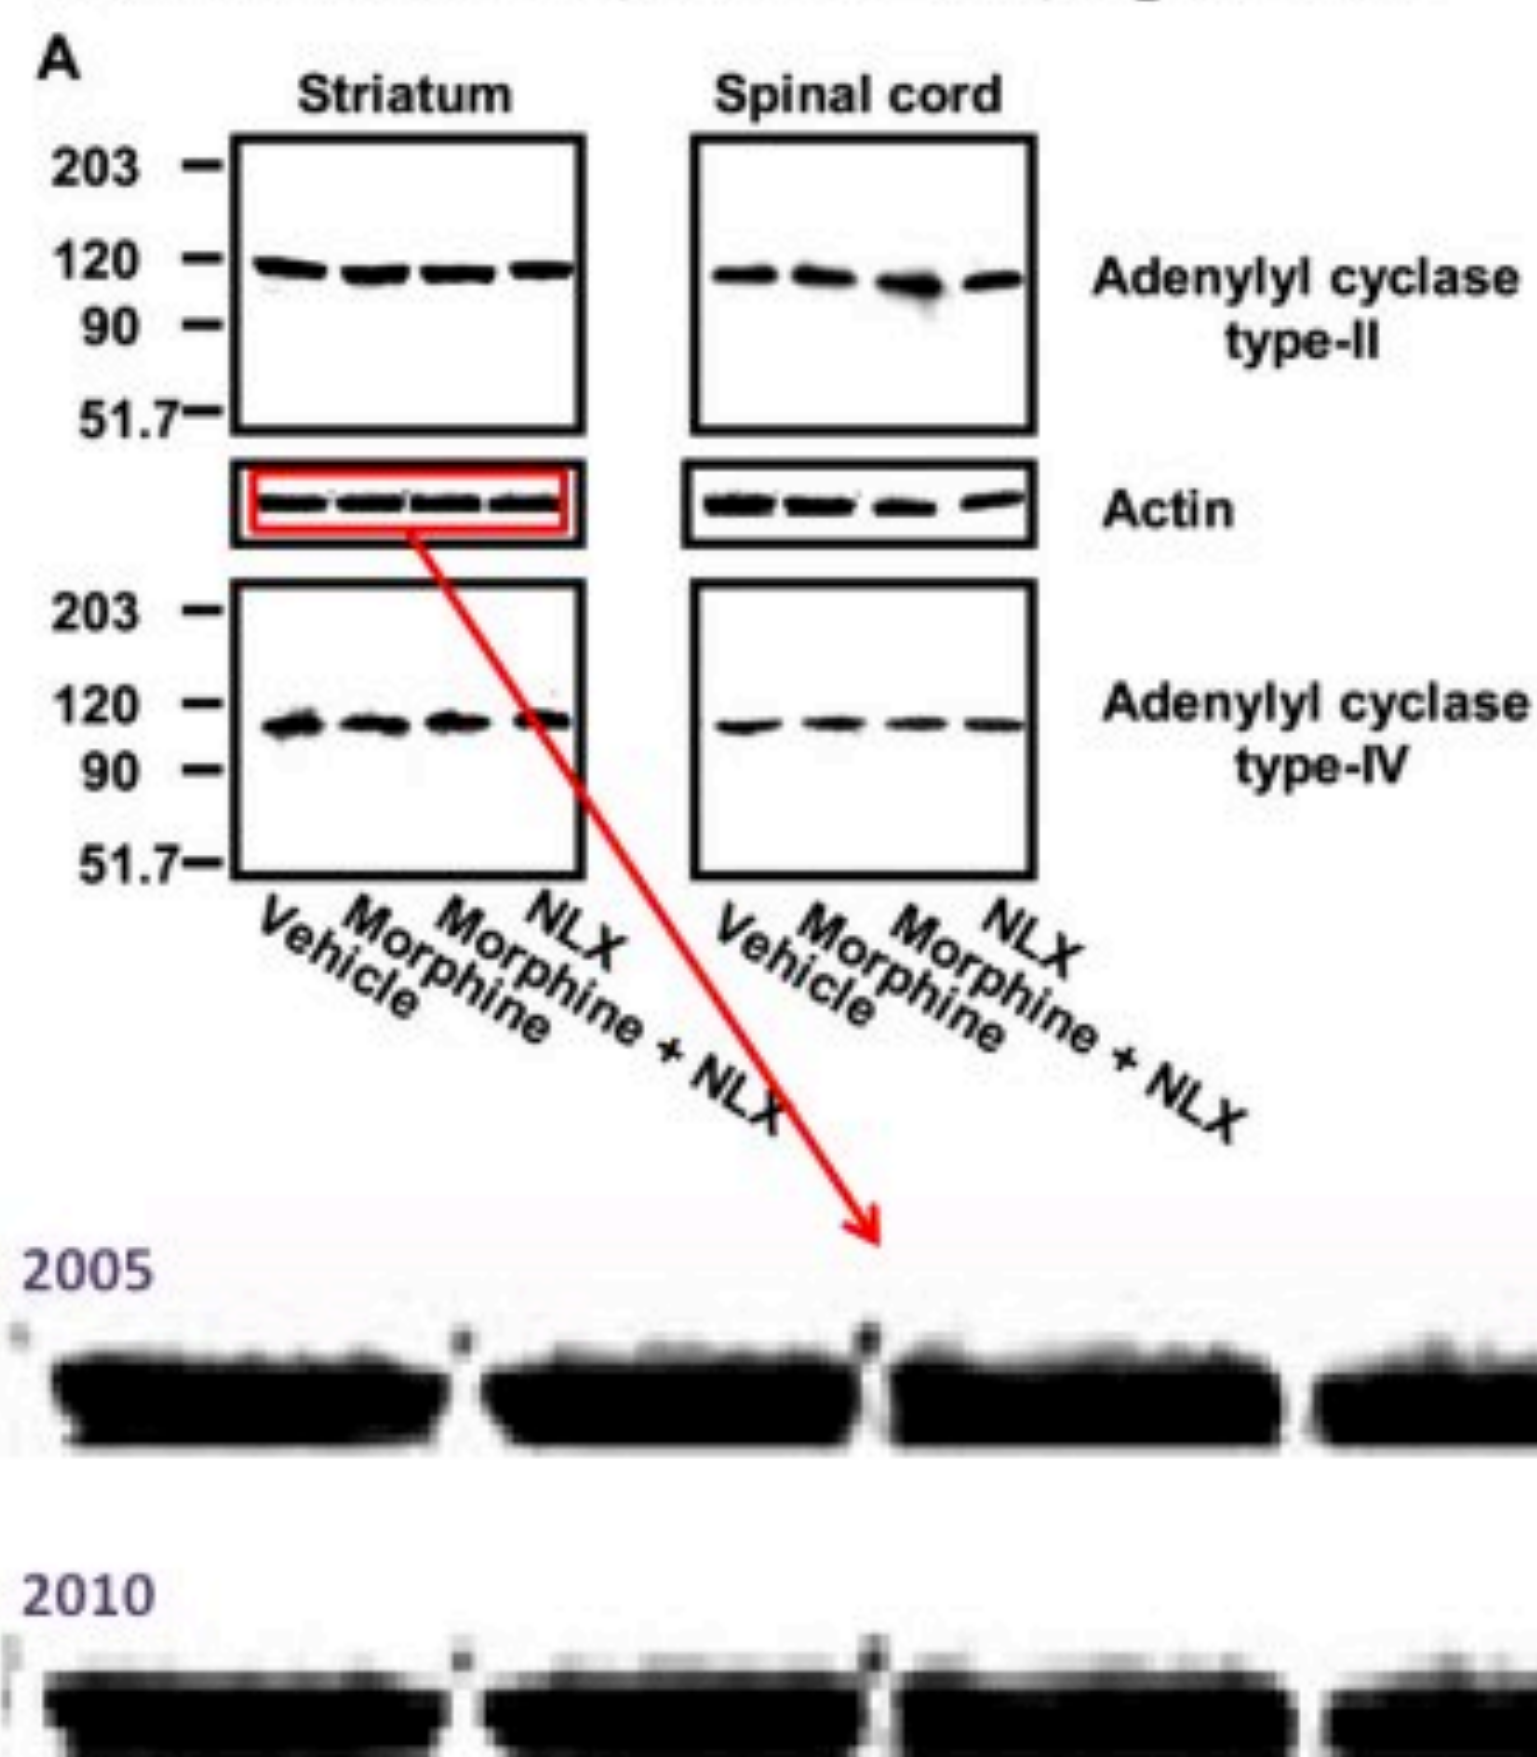 A
Striatum
Spinal cord
203
120
90
51.7
Adenylyl cyclase
type-II
Actin
203
120
90
51.7
Adenylyl cyclase
type-IV
Vehicle
Morphine
Morphine + NLX
NLX
Vehicle
Morphine
Morphine + NLX
NLX
2005
2010